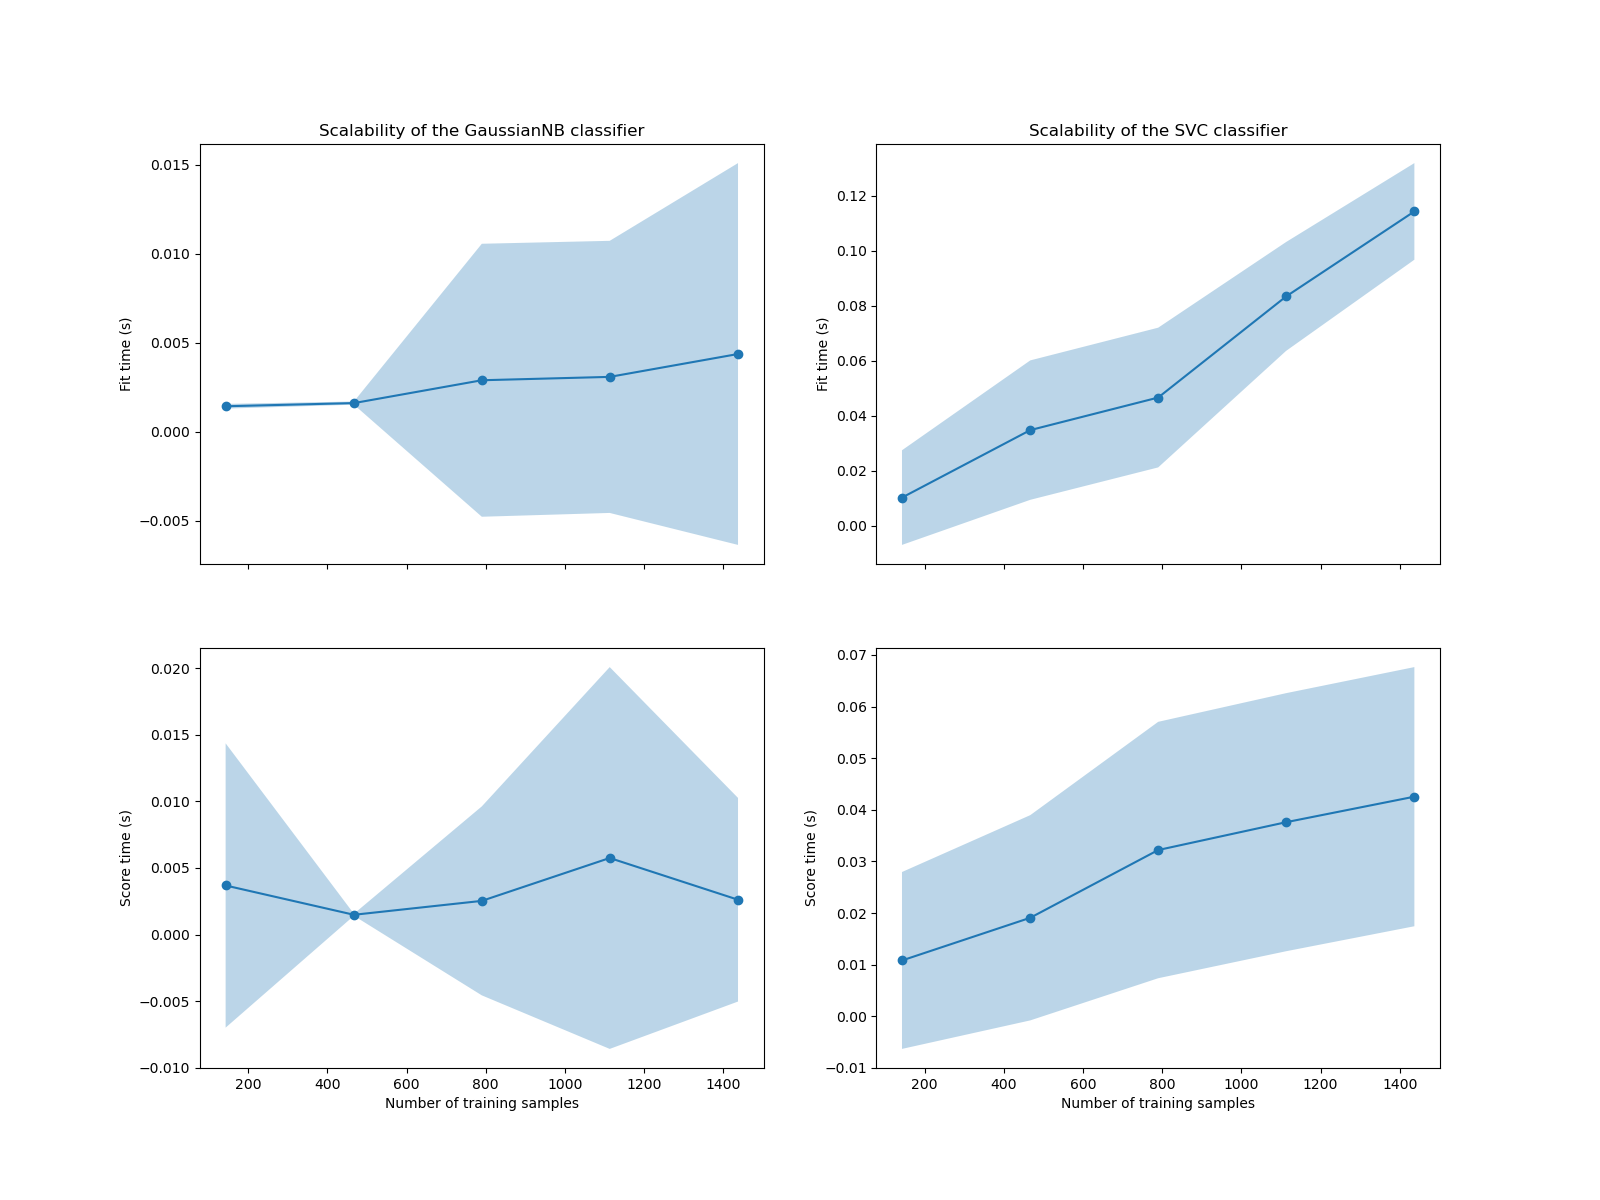 Scalability of the GaussianNB classifier
0.015
0.010
0.005
0.000
−0.005
Fit time (s)
Scalability of the SVC classifier
0.12
0.10
0.08
0.06
0.04
0.02
0.00
Fit time (s)
0.020
0.015
0.010
0.005
0.000
−0.005
−0.010
Score time (s)
200 400 600 800 1000 1200 1400
Number of training samples
0.07
0.06
0.05
0.04
0.03
0.02
0.01
0.00
−0.01
Score time (s)
200 400 600 800 1000 1200 1400
Number of training samples